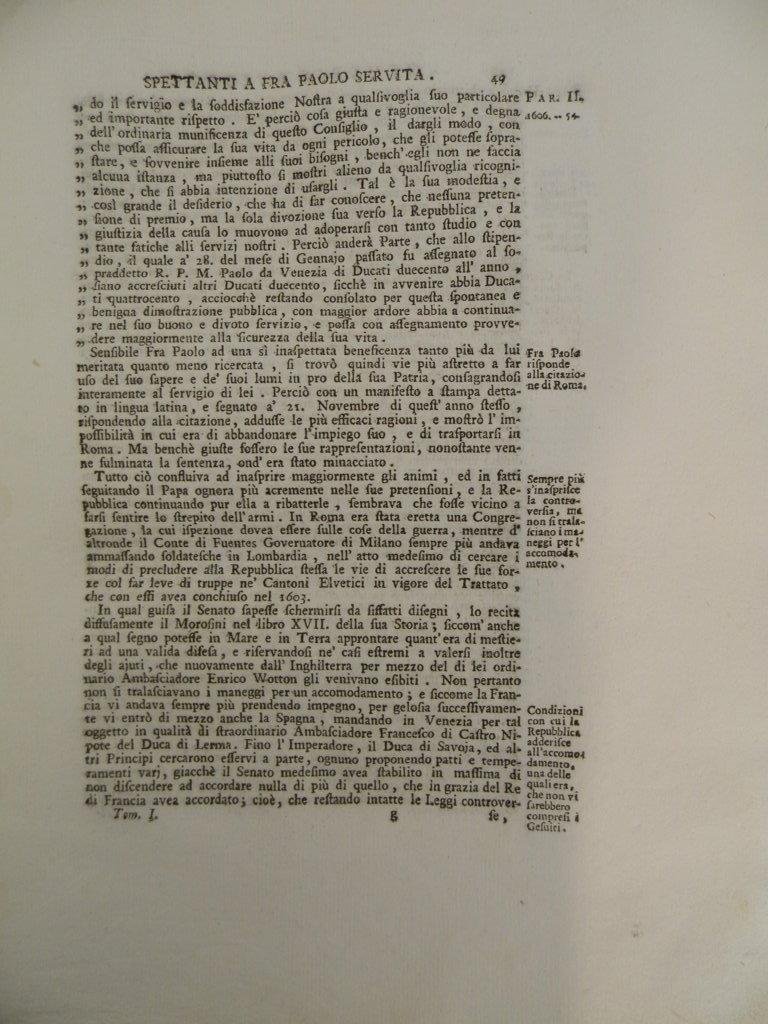 SPETTANTI A FRA PAOLO SERVITA. 49
PAR. II.
1606. -- 54
„ do il ſervigio e la ſoddisfazione Noſtra a qualſivoglia ſuo particolare
„ ed importante riſpetto. E' perciò coſa giuſta e ragionevole, e degna
„ dell'ordinaria munificenza di queſto Conſiglio, il dargli modo, con
„ che poſſa aſſicurare la ſua vita da ogni pericolo, che gli poteſſe ſopra-
„ ſtare, e ſovvenire inſieme alli ſuoi biſogni, bench'egli non ne faccia
„ alcuna iſtanza, ma piuttoſto ſi moſtri alieno da qualſivoglia ricogni-
„ zione, che ſi abbia intenzione di uſargli. Tal è la ſua modeſtia, e
„ così grande il deſiderio, che ha di far conoſcere, che neſſuna preten-
„ ſione di premio, ma la ſola divozione ſua verſo la Repubblica, e la
„ giuſtizia della cauſa lo muovono ad adoperarſi con tanto ſtudio e con
„ tante fatiche alli ſervizj noſtri. Perciò anderà Parte, che allo ſtipen-
„ dio, il quale a' 28. del meſe di Gennajo paſſato fu aſſegnato al ſo-
„ praddetto R. P. M. Paolo da Venezia di Ducati duecento all' anno,
„ ſiano accreſciuti altri Ducati duecento, ſicchè in avvenire abbia Duca-
„ ti quattrocento, acciocchè reſtando conſolato per queſta ſpontanea e
„ benigna dimoſtrazione pubblica, con maggior ardore abbia a continua-
„ re nel ſuo buono e divoto ſervizio, e poſſa con aſſegnamento provve-
„ dere maggiormente alla ſicurezza della ſua vita.
Senſibile Fra Paolo ad una sì inaſpettata beneficenza tanto più da lui
meritata quanto meno ricercata, ſi trovò quindi vie più aſtretto a far
uſo del ſuo ſapere e de' ſuoi lumi in pro della ſua Patria, conſagrandoſi
interamente al ſervigio di lei. Perciò con un manifeſto a ſtampa detta-
to in lingua latina, e ſegnato a' 21. Novembre di queſt'anno ſteſſo,
riſpondendo alla citazione, adduſſe le più efficaci ragioni, e moſtrò l'im-
poſſibilità in cui era di abbandonare l'impiego ſuo, e di traſportarſi in
Roma. Ma benchè giuſte foſſero le ſue rappreſentazioni, nonoſtante ven-
ne fulminata la ſentenza, ond'era ſtato minacciato.
Fra Paolo
riſponde
alla citazio-
ne di Roma.
Tutto ciò confluiva ad inaſprire maggiormente gli animi, ed in fatti
ſeguitando il Papa ognora più acremente nelle ſue pretenſioni, e la Re-
pubblica continuando pur ella a ribatterle, ſembrava che foſſe vicino a
farſi ſentire lo ſtrepito dell'armi. In Roma era ſtata eretta una Congre-
gazione, la cui iſpezione dovea eſſere ſulle coſe della guerra, mentre d'
altronde il Conte di Fuentes Governatore di Milano ſempre più andava
ammaſſando ſoldateſche in Lombardia, nell'atto medeſimo di cercare i
modi di precludere alla Repubblica ſteſſa le vie di accreſcere le ſue for-
ze col far leve di truppe ne' Cantoni Elvetici in vigore del Trattato,
che con eſſi avea conchiuſo nel 1603.
Sempre più
s'inaſpriſce
la contro-
verſia, ma
non ſi trala-
ſciano i ma-
neggi per l'
accomoda-
mento.
In qual guiſa il Senato ſapeſſe ſchermirſi da ſiffatti diſegni, lo recita
diffuſamente il Moroſini nel libro XVII. della ſua Storia; ſiccom'anche
a qual ſegno poteſſe in Mare e in Terra approntare quant'era di meſtie-
ri ad una valida difeſa, e riſervandoſi ne' caſi eſtremi a valerſi inoltre
degli ajuti, che nuovamente dall'Inghilterra per mezzo del di lei ordi-
nario Ambaſciadore Enrico Wotton gli venivano eſibiti. Non pertanto
non ſi tralaſciavano i maneggi per un accomodamento; e ſiccome la Fran-
cia vi andava ſempre più prendendo impegno, per geloſia ſucceſſivamen-
te vi entrò di mezzo anche la Spagna, mandando in Venezia per tal
oggetto in qualità di ſtraordinario Ambaſciadore Franceſco di Caſtro Ni-
pote del Duca di Lerma. Fino l'Imperadore, il Duca di Savoja, ed al-
tri Principi cercarono eſſervi a parte, ognuno proponendo patti e tempe-
ramenti varj, giacchè il Senato medeſimo avea ſtabilito in maſſima di
non diſcendere ad accordare nulla di più di quello, che in grazia del Re
di Francia avea accordato; cioè, che reſtando intatte le Leggi controver-
Condizioni
con cui la
Repubblica
adderiſce
all'accomo-
damento,
una delle
quali era,
che non vi
ſarebbero
compreſi i
Geſuiti.
Tom. I. g ſe,